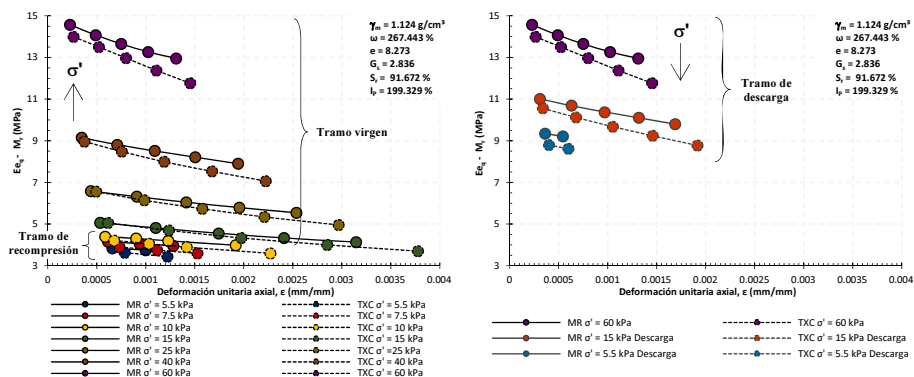 15
13
11
9
7
5
3
Eeq - Mr (MPa)
σ'
Tramo virgen
Tramo de
recompresión
γm = 1.124 g/cm³
ω = 267.443 %
e = 8.273
Gs = 2.836
Sr = 91.672 %
Ip = 199.329 %
0 0.0005 0.001 0.0015 0.002 0.0025 0.003 0.0035 0.004
Deformación unitaria axial, ε (mm/mm)
MR σ' = 5.5 kPa TXC σ' = 5.5 kPa
MR σ' = 7.5 kPa TXC σ' = 7.5 kPa
MR σ' = 10 kPa TXC σ' = 10 kPa
MR σ' = 15 kPa TXC σ' = 15 kPa
MR σ' = 25 kPa TXC σ' =25 kPa
MR σ' = 40 kPa TXC σ' = 40 kPa
MR σ' = 60 kPa TXC σ' = 60 kPa
15
13
11
9
7
5
3
Eeq - Mr (MPa)
σ'
Tramo de
descarga
γm = 1.124 g/cm³
ω = 267.443 %
e = 8.273
Gs = 2.836
Sr = 91.672 %
Ip = 199.329 %
0 0.0005 0.001 0.0015 0.002 0.0025 0.003 0.0035 0.004
Deformación unitaria axial, ε (mm/mm)
MR σ' = 60 kPa TXC σ' = 60 kPa
MR σ' = 15 kPa Descarga TXC σ' = 15 kPa Descarga
MR σ' = 5.5 kPa Descarga TXC σ' = 5.5 kPa Descarga